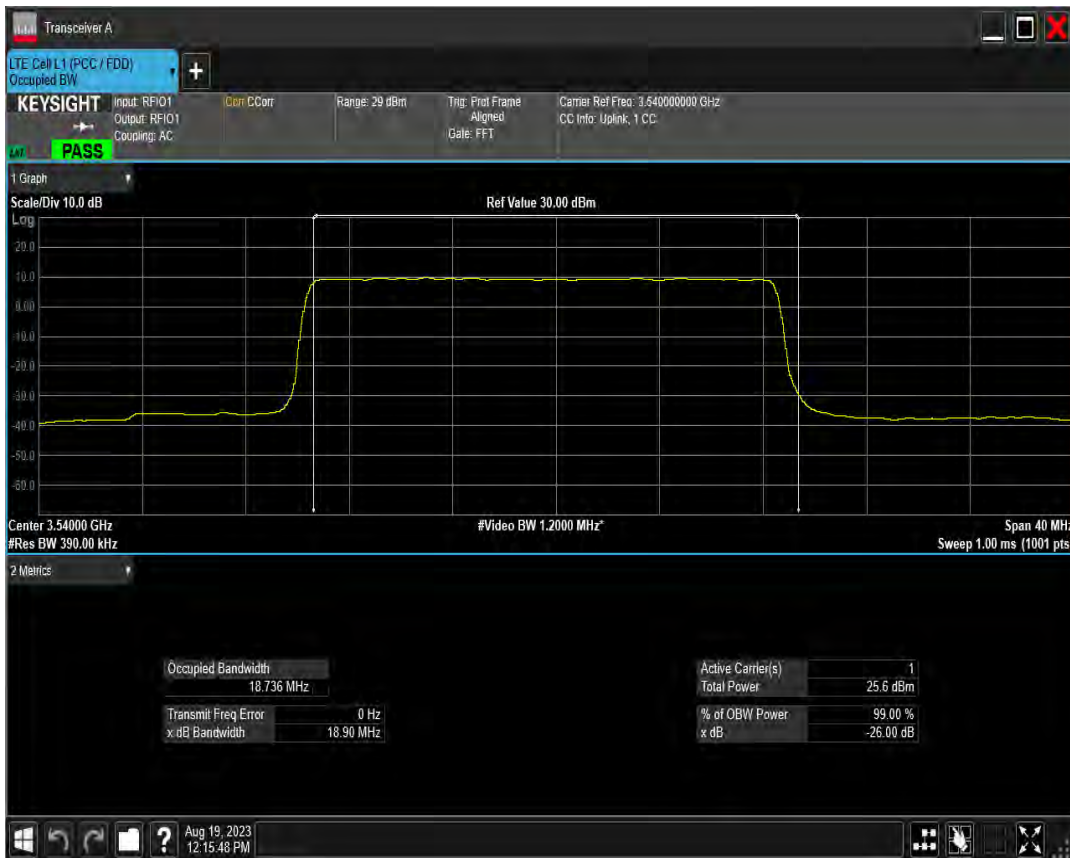 Transceiver A
LTE Cell L1 (PCC / FDD)
Occupied BW
+
KEYSIGHT
Input: RFIO1
Output: RFIO1
Coupling: AC
Corr CCorr
Range: 29 dBm
Trig: Prot Frame
Aligned
Gate: FFT
Carrier Ref Freq: 3.540000000 GHz
CC Info: Uplink, 1 CC
PASS
1 Graph
Scale/Div 10.0 dB
Ref Value 30.00 dBm
Log
20.0
10.0
0.00
-10.0
-20.0
-30.0
-40.0
-50.0
-60.0
Center 3.54000 GHz
#Video BW 1.2000 MHz*
Span 40 MHz
#Res BW 390.00 kHz
Sweep 1.00 ms (1001 pts
2 Metrics
Occupied Bandwidth
18.736 MHz
Transmit Freq Error 0 Hz
x dB Bandwidth 18.90 MHz
Active Carrier(s) 1
Total Power 25.6 dBm
% of OBW Power 99.00 %
x dB -26.00 dB
?
Aug 19, 2023
12:15:48 PM